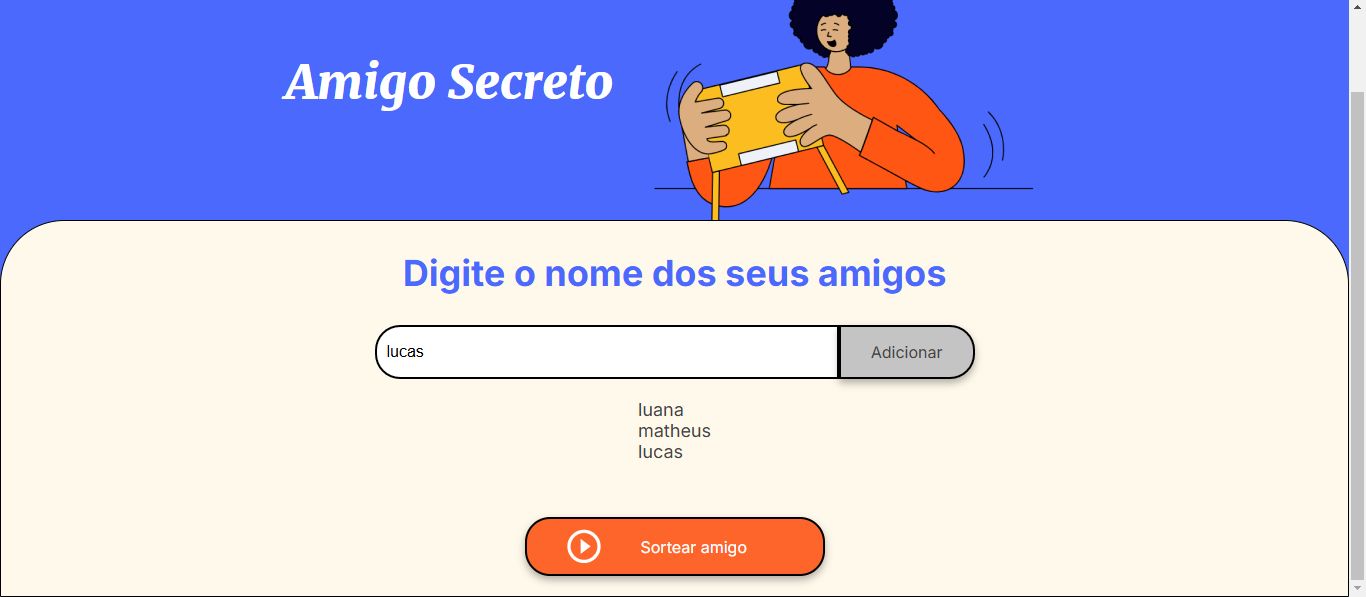 Amigo Secreto
Digite o nome dos seus amigos
lucas
Adicionar
luana
matheus
lucas
Sortear amigo